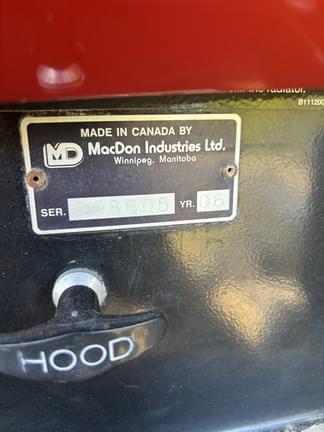 the radiator.
MADE IN CANADA BY
MD MacDon Industries Ltd.
Winnipeg, Manitoba
SER. YR. 06
HOOD